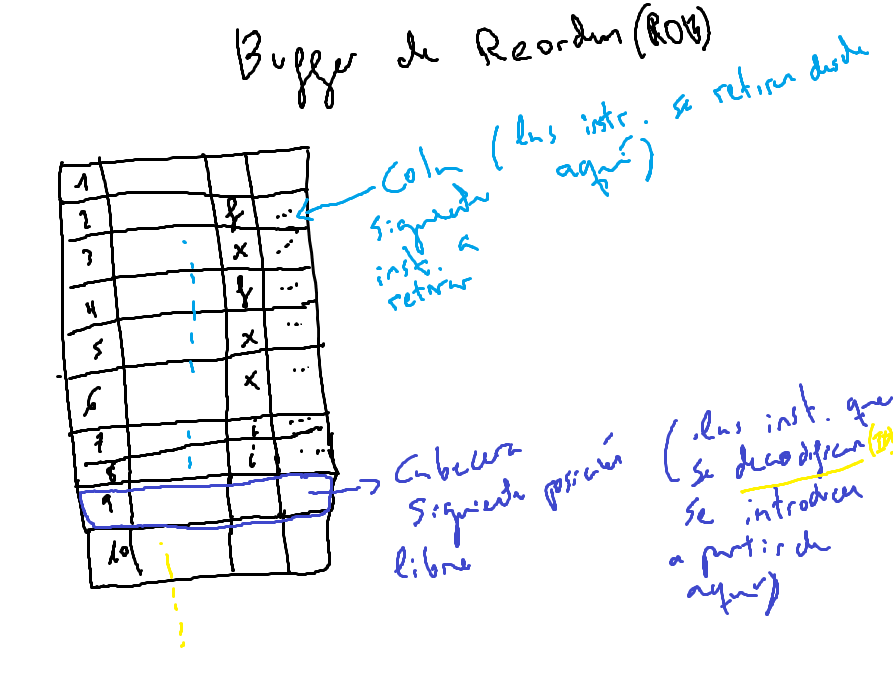 Buffer de Reorden (ROB)
1
2 f ...
3 x ...
4 f ...
5 x ...
6 x ...
7 i ...
8 i ...
9
10
Cola (las instr. se retiran desde
aquí)
siguiente
inst. a
retirar
Cabecera
siguiente posición
libre
(las inst. que
se decodifican
se introducen
a partir de
aquí)